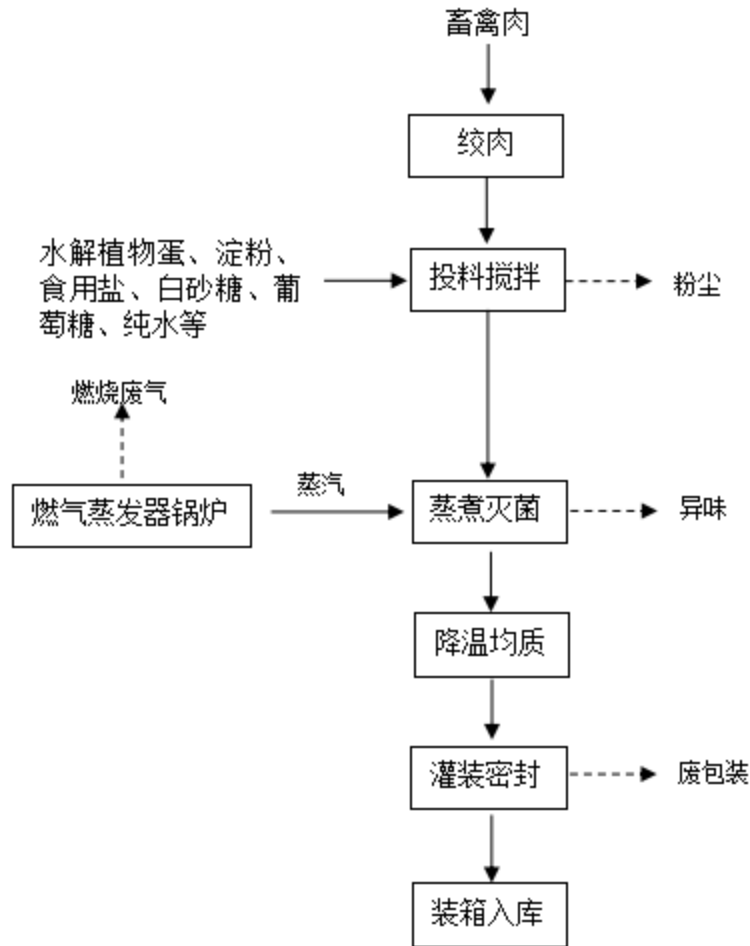 畜禽肉
绞肉
水解植物蛋、淀粉、
食用盐、白砂糖、葡
萄糖、纯水等
投料搅拌
粉尘
燃烧废气
燃气蒸发器锅炉
蒸汽
蒸煮灭菌
异味
降温均质
灌装密封
废包装
装箱入库